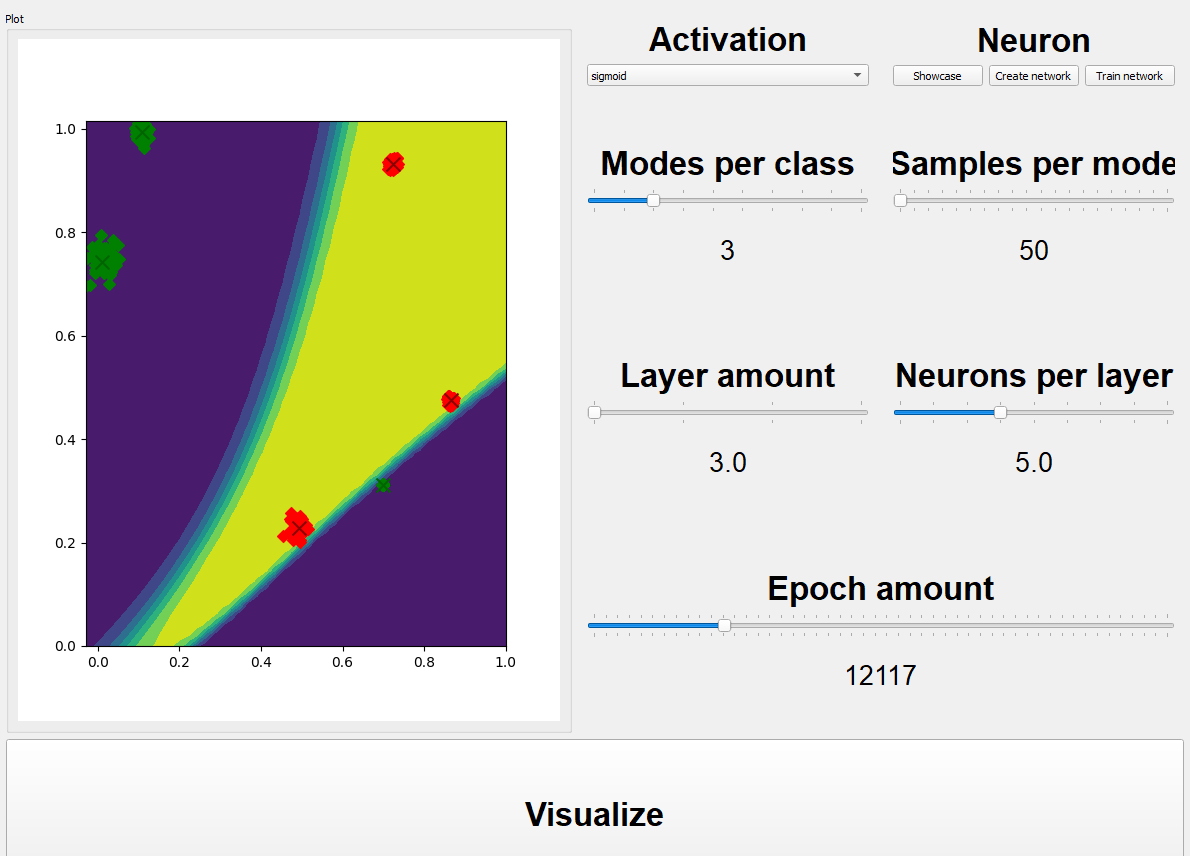 Plot
1.0
0.8
0.6
0.4
0.2
0.0
0.0 0.2 0.4 0.6 0.8 1.0
Activation
sigmoid
Neuron
Showcase Create network Train network
Modes per class
3
Samples per mode
50
Layer amount
3.0
Neurons per layer
5.0
Epoch amount
12117
Visualize